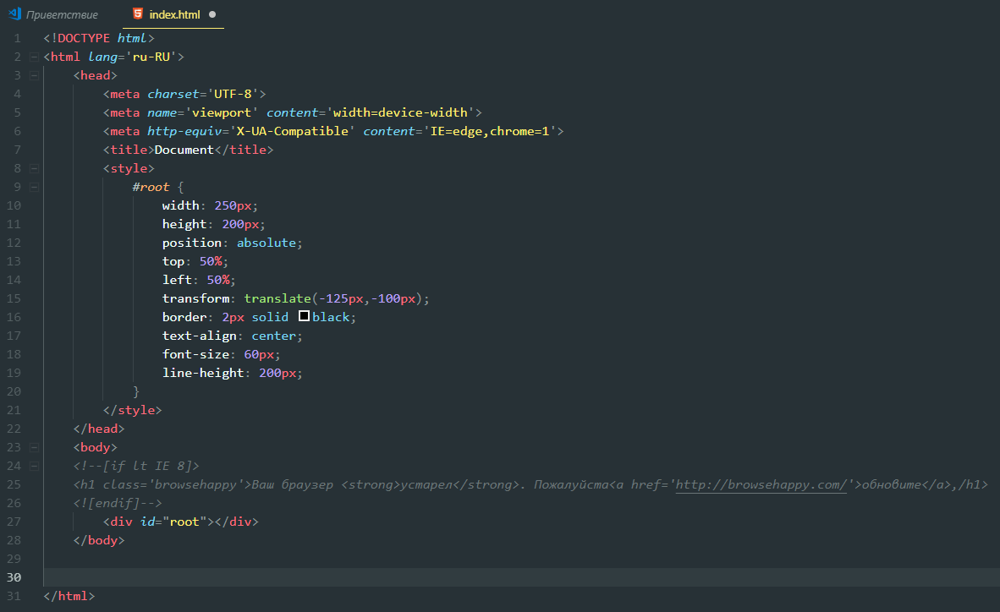 Приветствие index.html
1 <!DOCTYPE html>
2 <html lang='ru-RU'>
3 <head>
4 <meta charset='UTF-8'>
5 <meta name='viewport' content='width=device-width'>
6 <meta http-equiv='X-UA-Compatible' content='IE=edge,chrome=1'>
7 <title>Document</title>
8 <style>
9 #root {
10 width: 250px;
11 height: 200px;
12 position: absolute;
13 top: 50%;
14 left: 50%;
15 transform: translate(-125px,-100px);
16 border: 2px solid black;
17 text-align: center;
18 font-size: 60px;
19 line-height: 200px;
20 }
21 </style>
22 </head>
23 <body>
24 <!--[if lt IE 8]>
25 <h1 class='browsehappy'>Ваш браузер <strong>устарел</strong>. Пожалуйста<a href='http://browsehappy.com/'>обновите</a>,/h1>
26 <![endif]-->
27 <div id="root"></div>
28 </body>
29
30
31 </html>